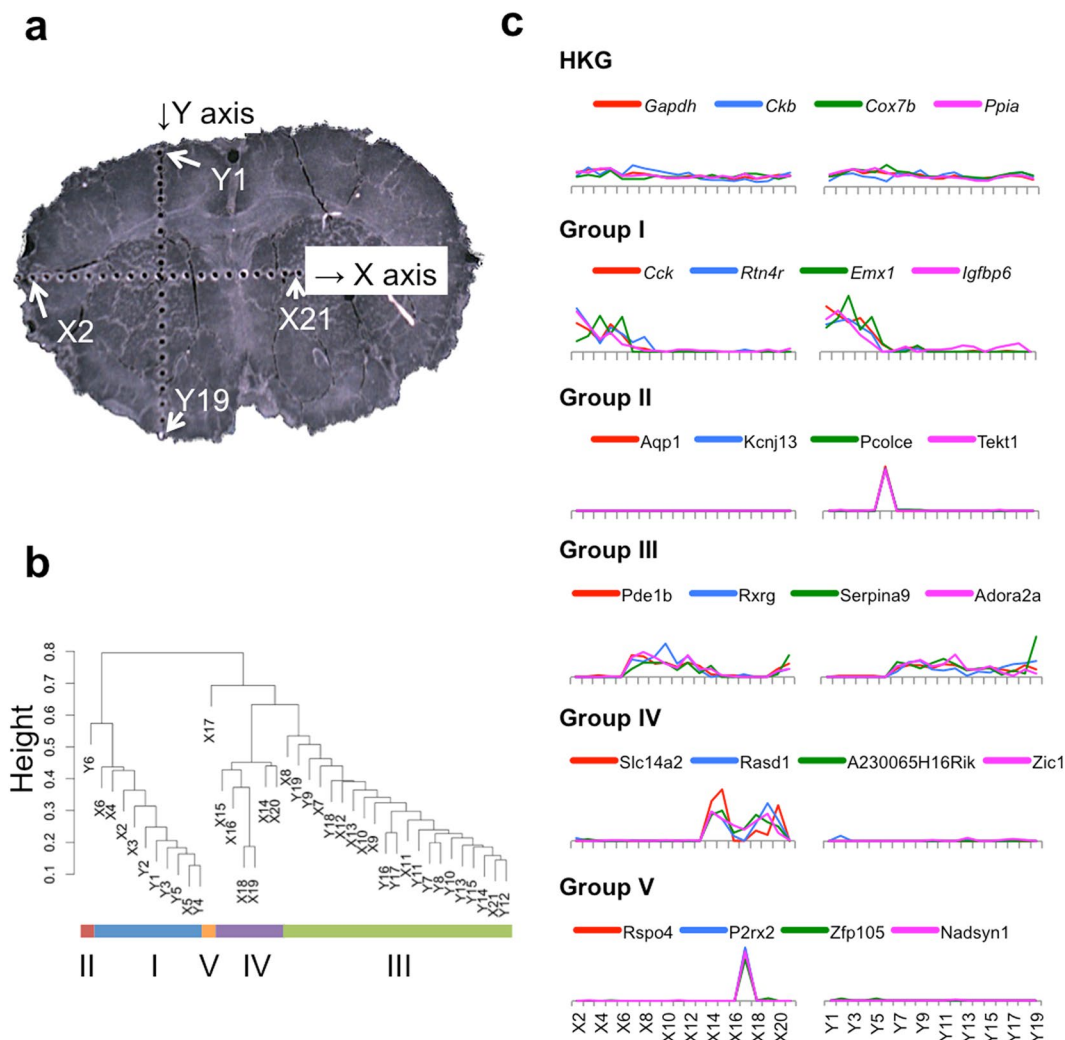 a
↓Y axis
Y1
→ X axis
X2
X21
Y19
b
Height
0.8
0.7
0.6
0.5
0.4
0.3
0.2
0.1
Y6
X6
X4
X2
X3
Y2
Y1
Y3
Y5
X5
Y4
X17
X15
X16
X18
X19
X14
X20
X8
Y19
Y9
X7
Y18
X12
X13
X10
X9
Y16
Y17
X11
Y11
Y7
Y8
Y10
Y13
Y15
Y14
X21
Y12
II I V IV III
c
HKG
Gapdh Ckb Cox7b Ppia
Group I
Cck Rtn4r Emx1 Igfbp6
Group II
Aqp1 Kcnj13 Pcolce Tekt1
Group III
Pde1b Rxrg Serpina9 Adora2a
Group IV
Slc14a2 Rasd1 A230065H16Rik Zic1
Group V
Rspo4 P2rx2 Zfp105 Nadsyn1
X2 X4 X6 X8 X10 X12 X14 X16 X18 X20 Y1 Y3 Y5 Y7 Y9 Y11 Y13 Y15 Y17 Y19